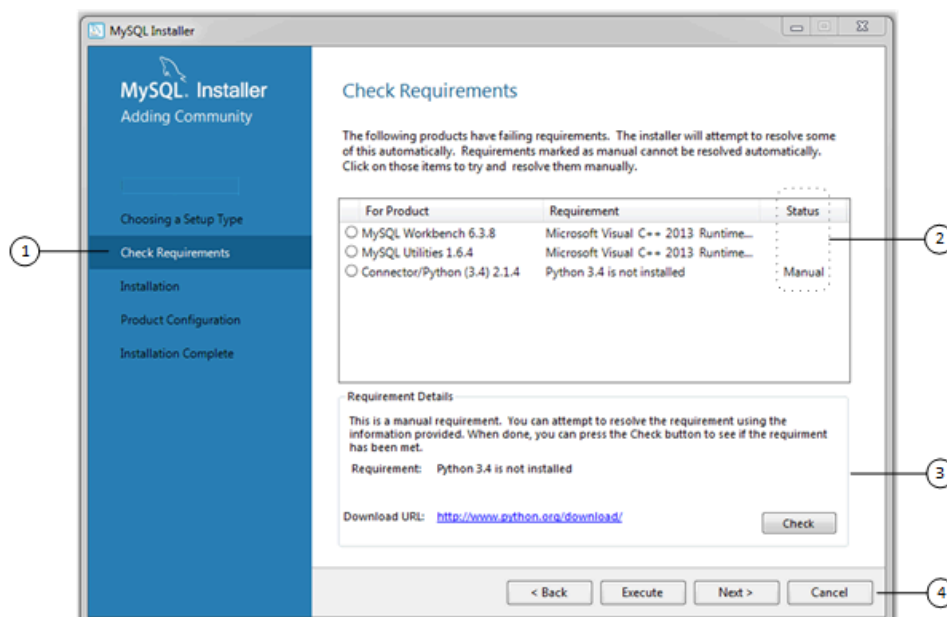 MySQL Installer
MySQL. Installer
Adding Community
Choosing a Setup Type
Check Requirements
Installation
Product Configuration
Installation Complete
Check Requirements
The following products have failing requirements. The installer will attempt to resolve some
of this automatically. Requirements marked as manual cannot be resolved automatically.
Click on those items to try and resolve them manually.
For Product Requirement Status
MySQL Workbench 6.3.8 Microsoft Visual C++ 2013 Runtime...
MySQL Utilities 1.6.4 Microsoft Visual C++ 2013 Runtime...
Connector/Python (3.4) 2.1.4 Python 3.4 is not installed Manual
Requirement Details
This is a manual requirement. You can attempt to resolve the requirement using the
information provided. When done, you can press the Check button to see if the requirment
has been met.
Requirement: Python 3.4 is not installed
Download URL: http://www.python.org/download/
Check
< Back Execute Next > Cancel
1
2
3
4